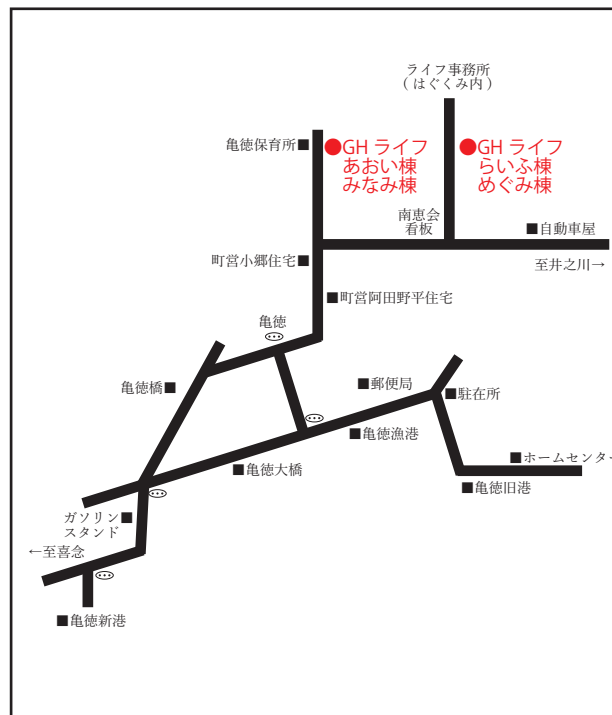 ライフ事務所
(はぐくみ内)
亀徳保育所■
●GH ライフ
あおい棟
みなみ棟
●GH ライフ
らいふ棟
めぐみ棟
南恵会
看板
■自動車屋
町営小郷住宅■
至井之川→
■町営阿田野平住宅
亀徳
亀徳橋■
■郵便局
■駐在所
■亀徳漁港
■ホームセンター
■亀徳大橋
■亀徳旧港
ガソリン■
スタンド
←至喜念
■亀徳新港